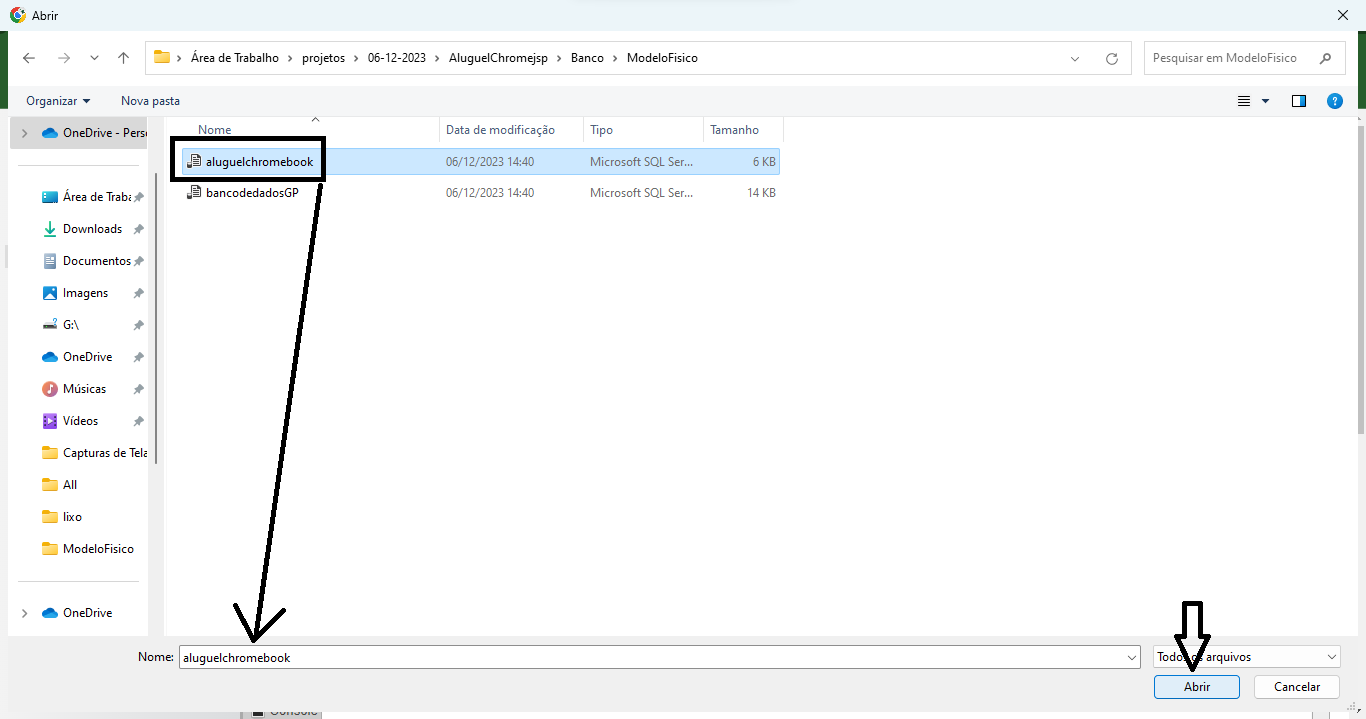 Abrir
Área de Trabalho > projetos > 06-12-2023 > AluguelChromejsp > Banco > ModeloFisico
Pesquisar em ModeloFisico
Organizar Nova pasta
Nome Data de modificação Tipo Tamanho
aluguelchromebook 06/12/2023 14:40 Microsoft SQL Ser... 6 KB
bancodedadosGP 06/12/2023 14:40 Microsoft SQL Ser... 14 KB
OneDrive - Perso
Área de Traba
Downloads
Documentos
Imagens
G:\
OneDrive
Músicas
Vídeos
Capturas de Tela
All
lixo
ModeloFisico
OneDrive
Nome: aluguelchromebook
Todos os arquivos
Abrir Cancelar
Console